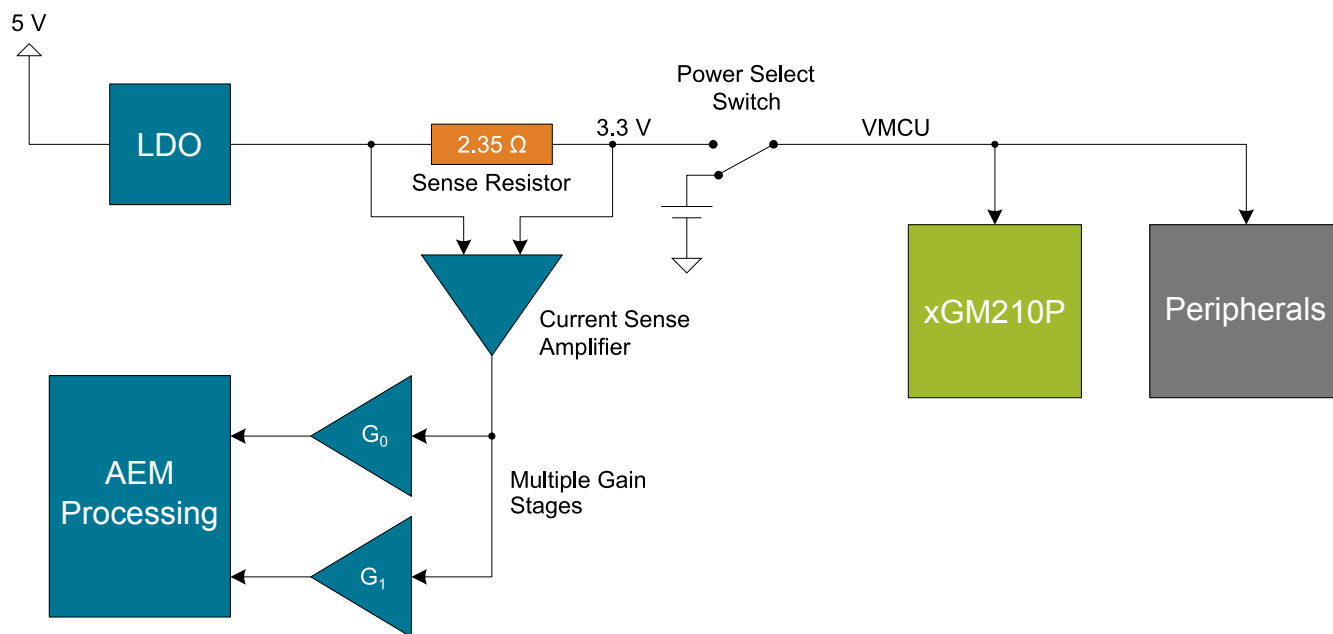 5 V
Power Select
Switch
LDO
2.35 Ω
3.3 V
VMCU
Sense Resistor
xGM210P
Peripherals
Current Sense
Amplifier
AEM
Processing
G₀
Multiple Gain
Stages
G₁